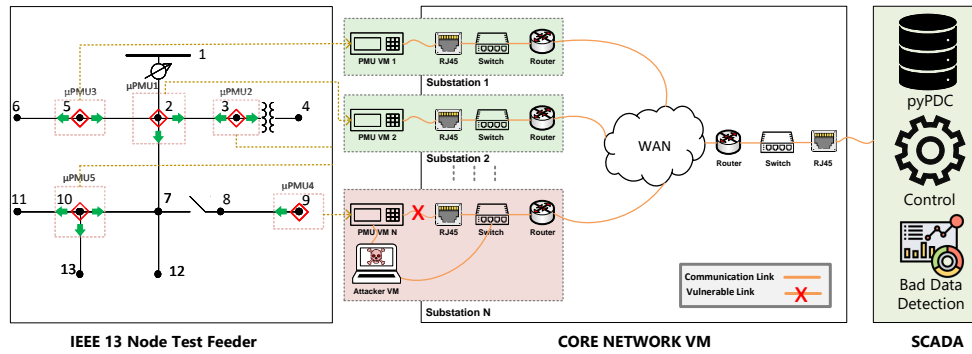 1
μPMU3
μPMU1
μPMU2
6
5
2
3
4
μPMU5
μPMU4
11
10
7
8
9
13
12
IEEE 13 Node Test Feeder
PMU VM 1
RJ45
Switch
Router
Substation 1
PMU VM 2
RJ45
Switch
Router
Substation 2
PMU VM N
X
RJ45
Switch
Router
Attacker VM
Substation N
WAN
Router
Switch
RJ45
Communication Link
Vulnerable Link
X
CORE NETWORK VM
pyPDC
Control
Bad Data
Detection
SCADA